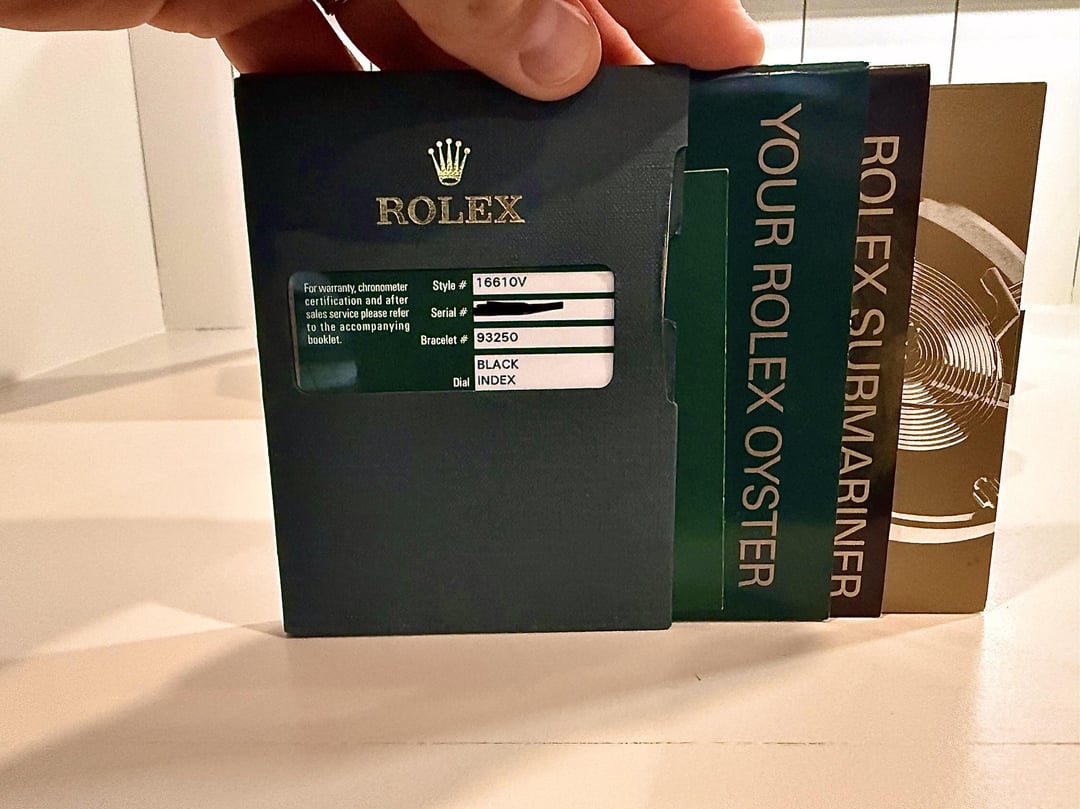 ROLEX
For warranty, chronometer
certification and after
sales service please refer
to the accompanying
booklet.
Style # 16610V
Serial #
Bracelet # 93250
Dial BLACK
INDEX
YOUR ROLEX OYSTER
ROLEX SUBMARINER